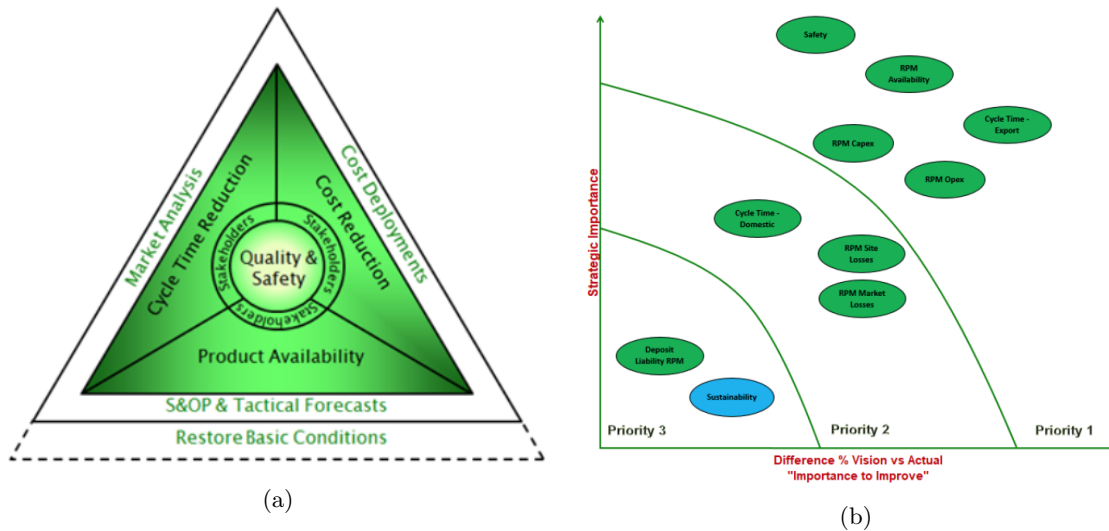 Market Analysis
Cost Deployments
Cycle Time Reduction
Cost Reduction
Stakeholders
Stakeholders
Stakeholders
Quality &
Safety
Product Availability
S&OP & Tactical Forecasts
Restore Basic Conditions
(a)
Strategic Importance
Safety
RPM
Availability
Cycle Time -
Export
RPM Capex
RPM Opex
Cycle Time -
Domestic
RPM Site
Losses
RPM Market
Losses
Deposit
Liability RPM
Sustainability
Priority 3
Priority 2
Priority 1
Difference % Vision vs Actual
"Importance to Improve"
(b)